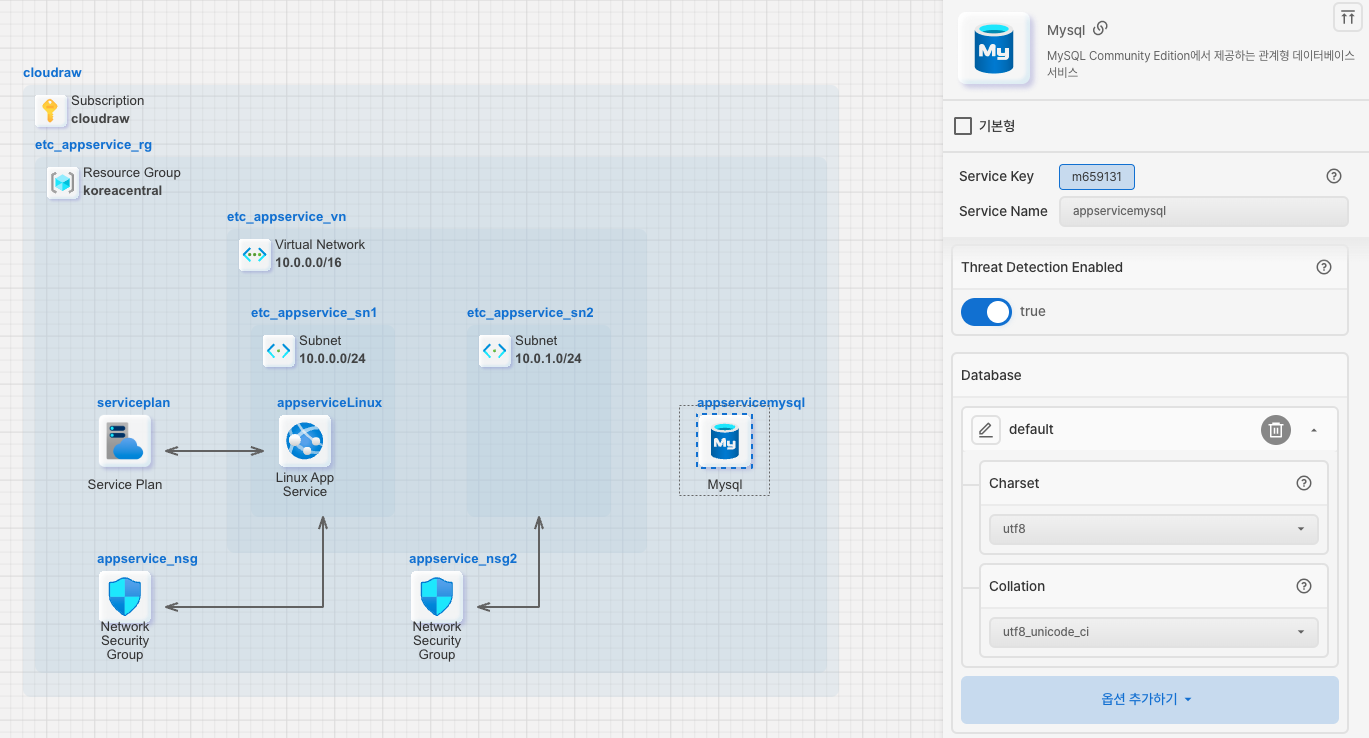 cloudraw
Subscription
cloudraw
etc_appservice_rg
Resource Group
koreacentral
etc_appservice_vn
Virtual Network
10.0.0.0/16
etc_appservice_sn1
Subnet
10.0.0.0/24
etc_appservice_sn2
Subnet
10.0.1.0/24
serviceplan
Service Plan
appserviceLinux
Linux App
Service
appservicemysql
My
Mysql
appservice_nsg
Network
Security
Group
appservice_nsg2
Network
Security
Group
My
Mysql
MySQL Community Edition에서 제공하는 관계형 데이터베이스
서비스
기본형
Service Key
m659131
Service Name
appservicemysql
Threat Detection Enabled
true
Database
default
Charset
utf8
Collation
utf8_unicode_ci
옵션 추가하기